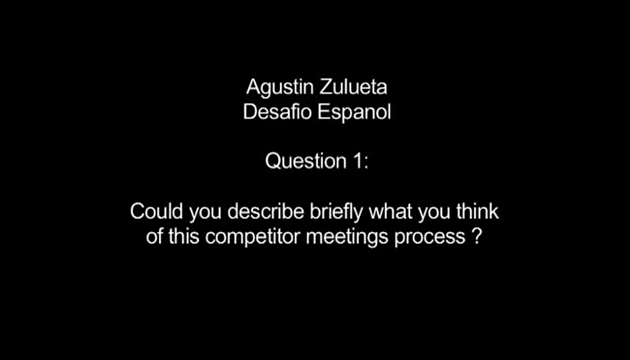 Agustin Zulueta
Desafio Espanol
Question 1:
Could you describe briefly what you think
of this competitor meetings process ?